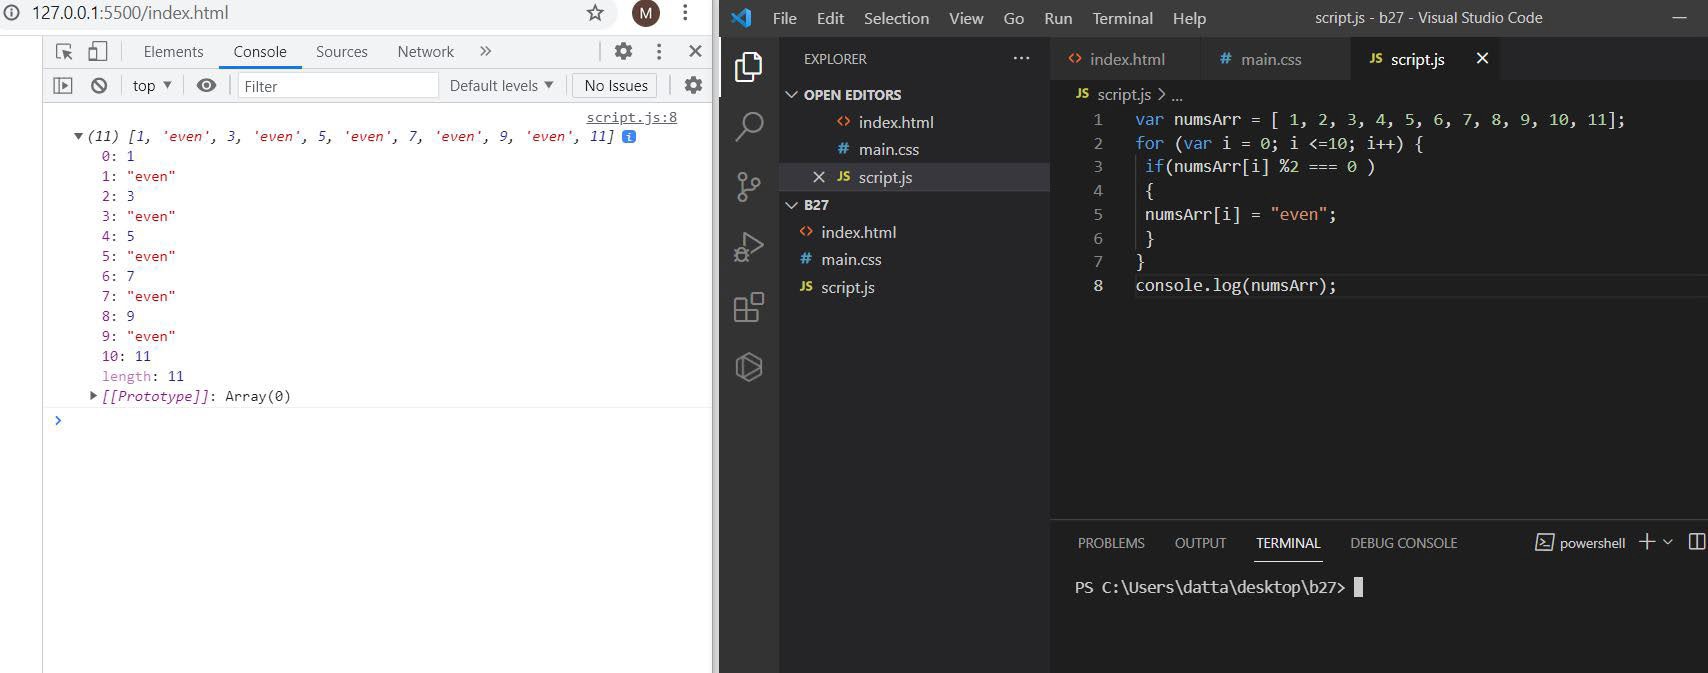 127.0.0.1:5500/index.html
M
Elements Console Sources Network »
top Filter Default levels No Issues
script.js:8
(11) [1, 'even', 3, 'even', 5, 'even', 7, 'even', 9, 'even', 11] i
0: 1
1: "even"
2: 3
3: "even"
4: 5
5: "even"
6: 7
7: "even"
8: 9
9: "even"
10: 11
length: 11
[[Prototype]]: Array(0)
File Edit Selection View Go Run Terminal Help script.js - b27 - Visual Studio Code
EXPLORER ...
OPEN EDITORS
<> index.html
# main.css
JS script.js
B27
<> index.html
# main.css
JS script.js
<> index.html # main.css JS script.js
JS script.js > ...
1 var numsArr = [ 1, 2, 3, 4, 5, 6, 7, 8, 9, 10, 11];
2 for (var i = 0; i <=10; i++) {
3 if(numsArr[i] %2 === 0 )
4 {
5 numsArr[i] = "even";
6 }
7 }
8 console.log(numsArr);
PROBLEMS OUTPUT TERMINAL DEBUG CONSOLE powershell
PS C:\Users\datta\desktop\b27>